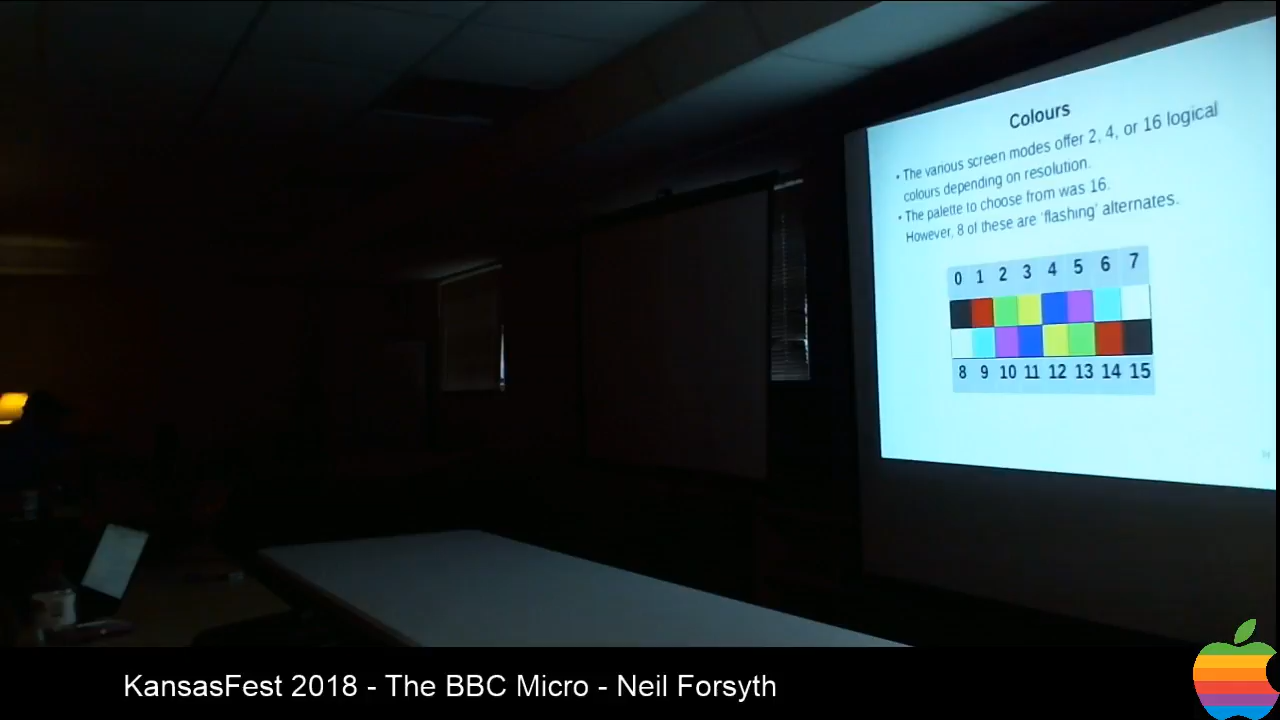 Colours
• The various screen modes offer 2, 4, or 16 logical
colours depending on resolution.
• The palette to choose from was 16.
However, 8 of these are 'flashing' alternates.
0 1 2 3 4 5 6 7
8 9 10 11 12 13 14 15
KansasFest 2018 - The BBC Micro - Neil Forsyth